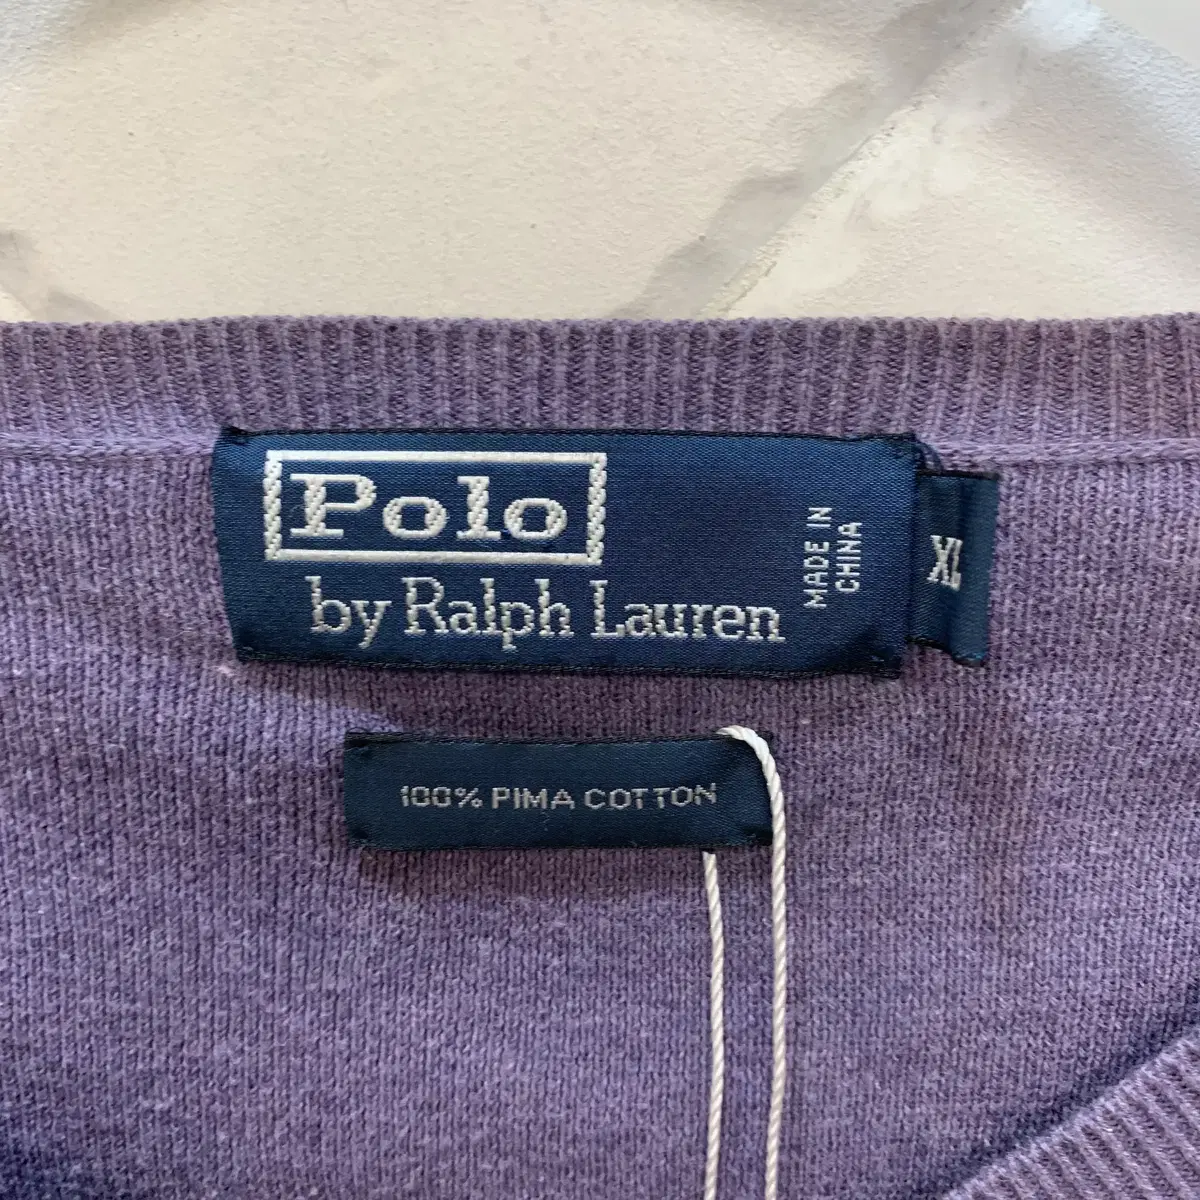 Polo
by Ralph Lauren
MADE IN
CHINA
XL
100% PIMA COTTON